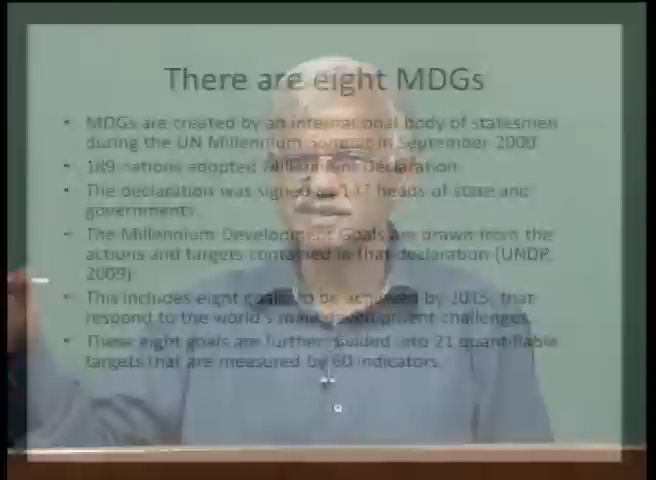 There are eight MDGs
• MDGs are created by an international body of statesmen
during the UN Millennium Summit in September 2000.
• 189 nations adopted Millennium Declaration
• The declaration was signed by 147 heads of state and
governments.
• The Millennium Development Goals are drawn from the
actions and targets contained in that declaration (UNDP,
2009)
• This includes eight goals to be achieved by 2015, that
respond to the world's main development challenges.
• These eight goals are further divided into 21 quantifiable
targets that are measured by 60 indicators.